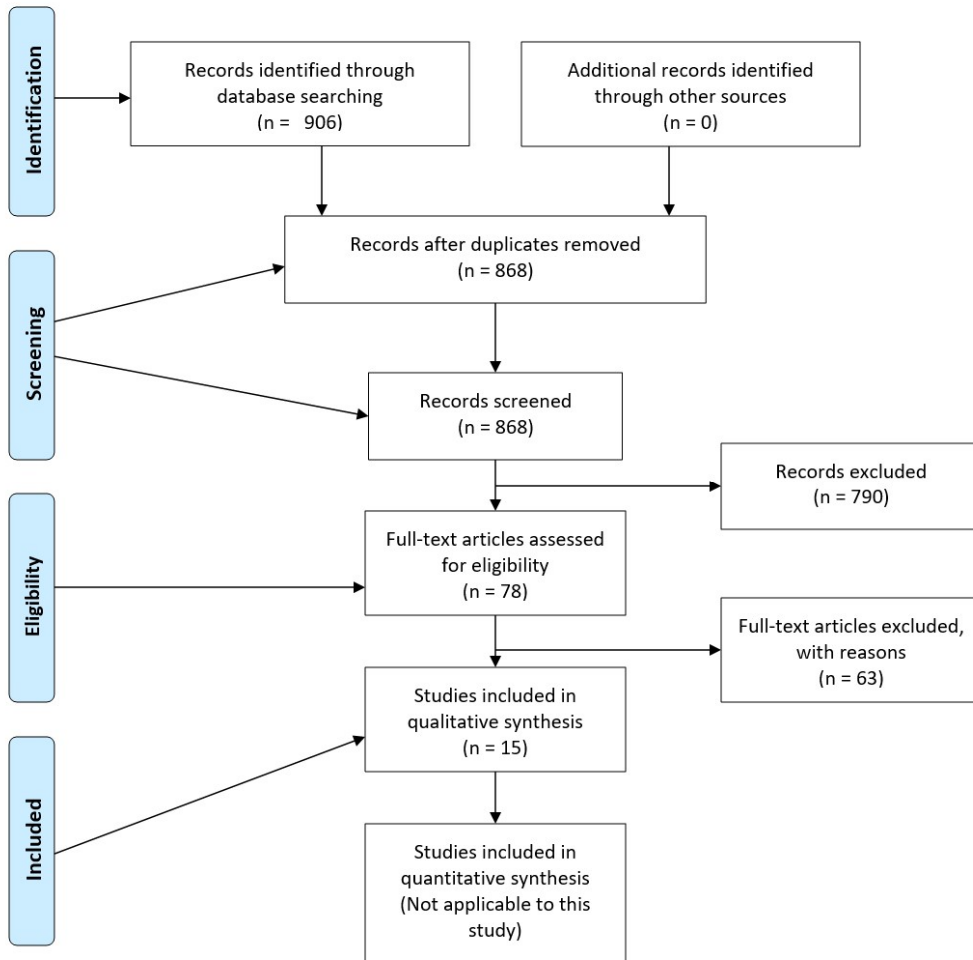 Identification
Records identified through
database searching
(n = 906)
Additional records identified
through other sources
(n = 0)
Screening
Records after duplicates removed
(n = 868)
Records screened
(n = 868)
Records excluded
(n = 790)
Eligibility
Full-text articles assessed
for eligibility
(n = 78)
Full-text articles excluded,
with reasons
(n = 63)
Included
Studies included in
qualitative synthesis
(n = 15)
Studies included in
quantitative synthesis
(Not applicable to this
study)